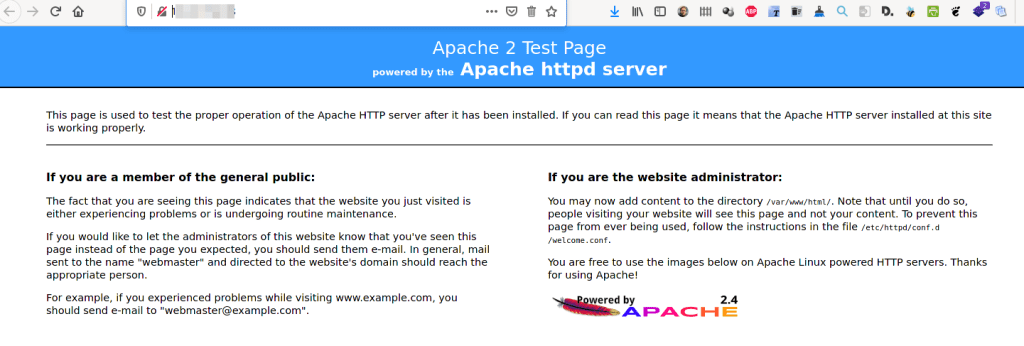 Apache 2 Test Page
powered by the Apache httpd server
This page is used to test the proper operation of the Apache HTTP server after it has been installed. If you can read this page it means that the Apache HTTP server installed at this site
is working properly.
If you are a member of the general public:
The fact that you are seeing this page indicates that the website you just visited is
either experiencing problems or is undergoing routine maintenance.
If you would like to let the administrators of this website know that you've seen this
page instead of the page you expected, you should send them e-mail. In general, mail
sent to the name "webmaster" and directed to the website's domain should reach the
appropriate person.
For example, if you experienced problems while visiting www.example.com, you
should send e-mail to "webmaster@example.com".
If you are the website administrator:
You may now add content to the directory /var/www/html/. Note that until you do so,
people visiting your website will see this page and not your content. To prevent this
page from ever being used, follow the instructions in the file /etc/httpd/conf.d
/welcome.conf.
You are free to use the images below on Apache Linux powered HTTP servers. Thanks
for using Apache!
Powered by 2.4
APACHE